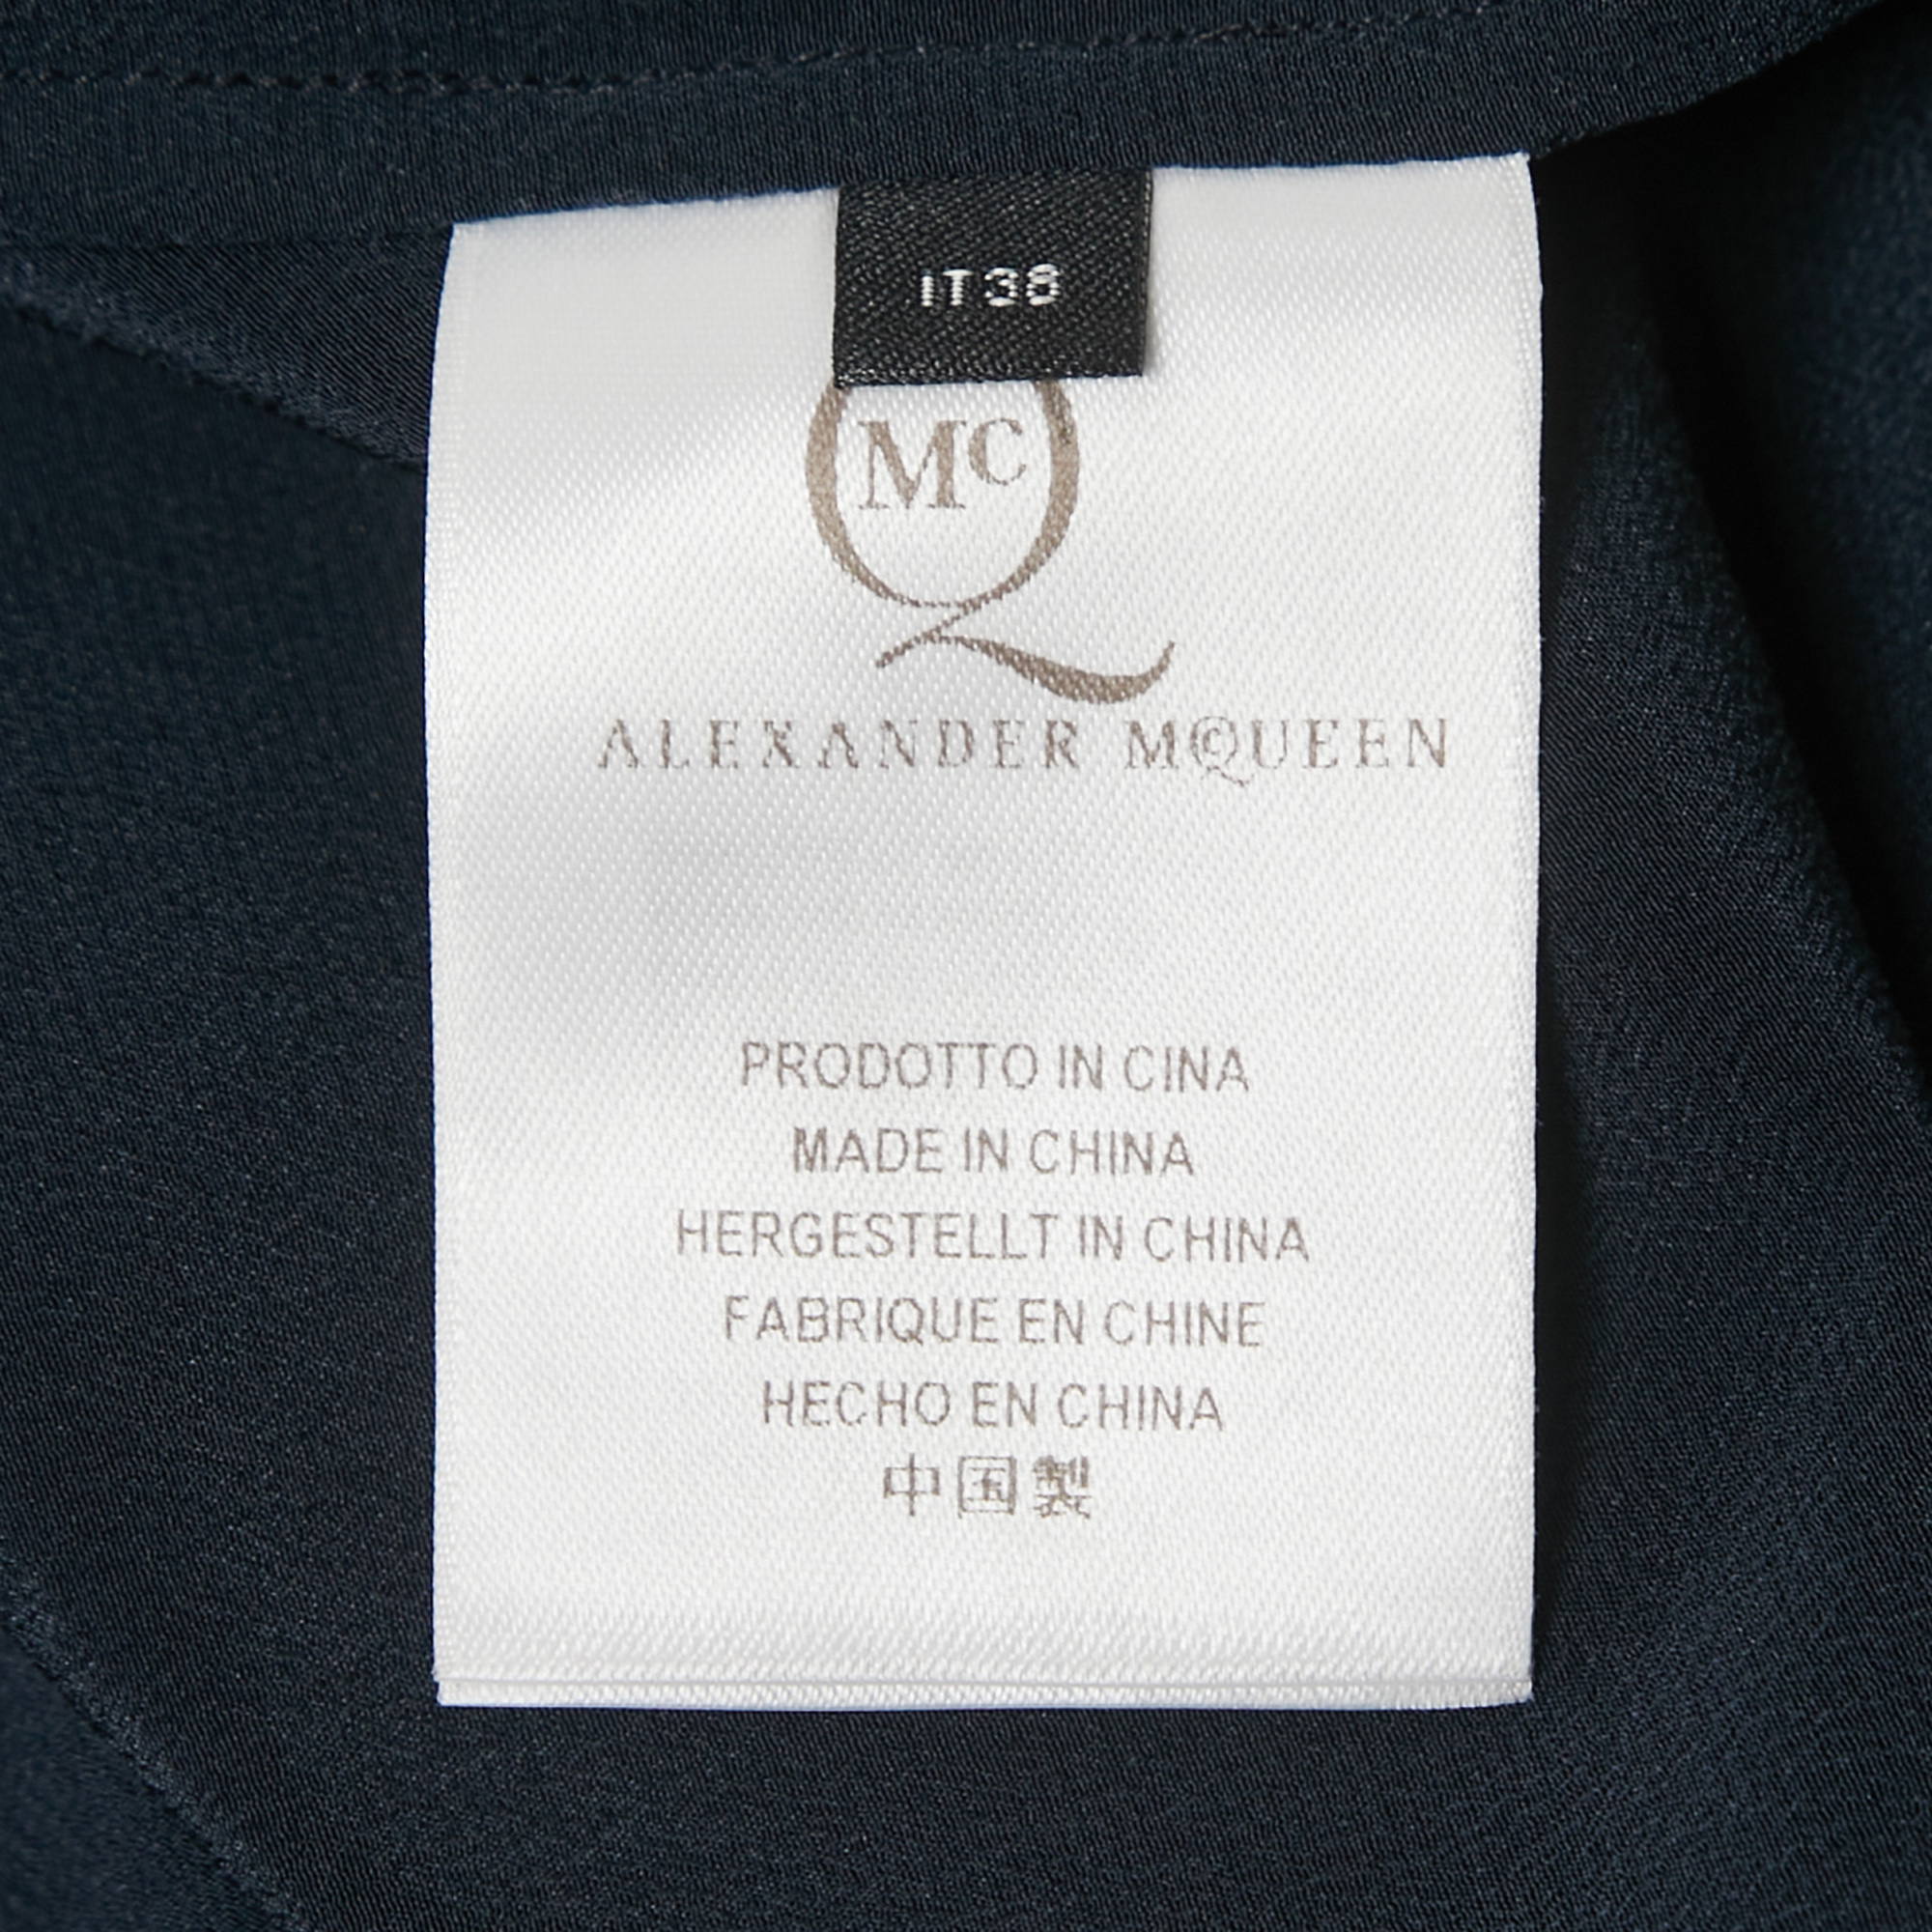 IT38
McQ
ALEXANDER McQUEEN
PRODOTTO IN CINA
MADE IN CHINA
HERGESTELLT IN CHINA
FABRIQUE EN CHINE
HECHO EN CHINA
中国製